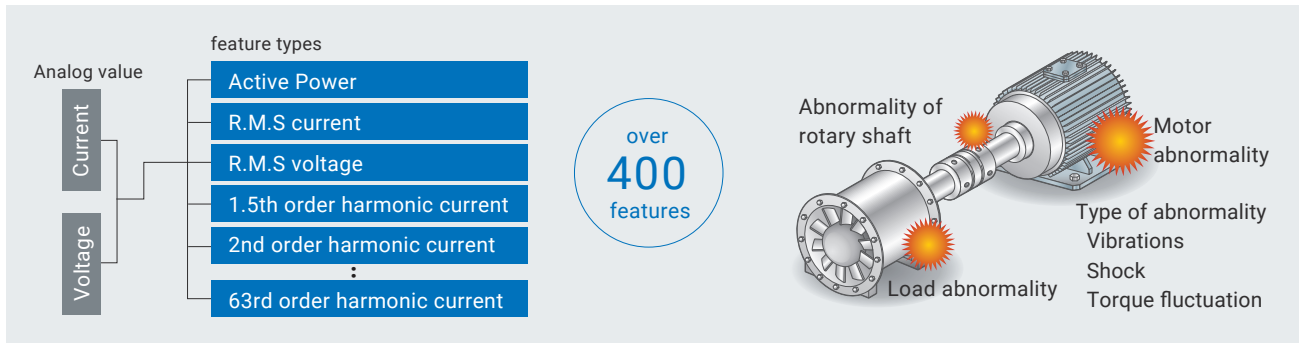 feature types
Analog value
Current
Voltage
Active Power
R.M.S current
R.M.S voltage
1.5th order harmonic current
2nd order harmonic current
:
63rd order harmonic current
over
400
features
Abnormality of
rotary shaft
Motor
abnormality
Load abnormality
Type of abnormality
Vibrations
Shock
Torque fluctuation